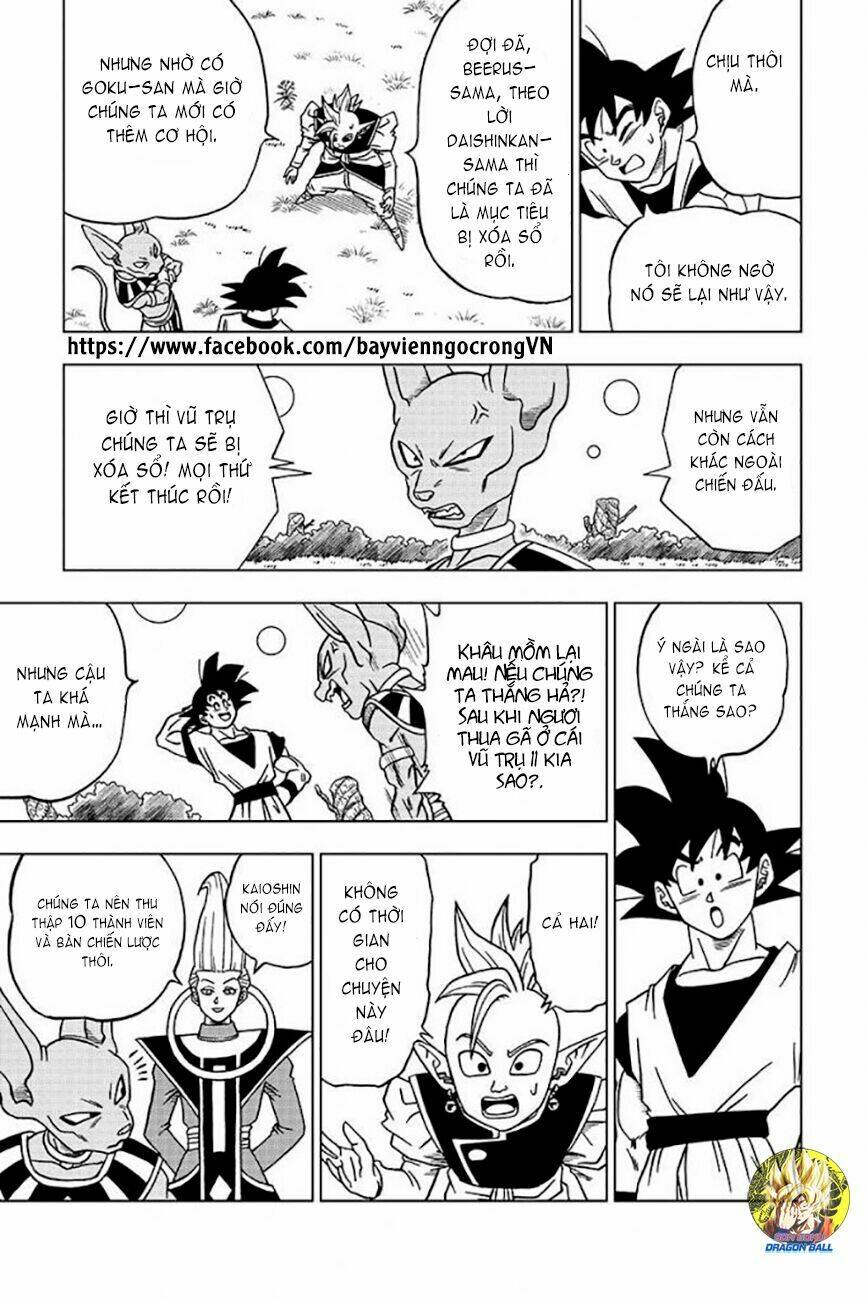 CHỊU THÔI
MÀ.
TÔI KHÔNG NGỜ
NÓ SẼ LẠI NHƯ VẬY.
ĐỢI ĐÃ,
BEERUS-
SAMA, THEO
LỜI
DAISHINKAN-
SAMA THÌ
CHÚNG TA ĐÃ
LÀ MỤC TIÊU
BỊ XÓA SỔ
RỒI.
NHƯNG NHỜ CÓ
GOKU-SAN MÀ GIỜ
CHÚNG TA MỚI CÓ
THÊM CƠ HỘI.
https://www.facebook.com/bayvienngocrongVN
NHƯNG VẪN
CÒN CÁCH
KHÁC NGOÀI
CHIẾN ĐẤU.
GIỜ THÌ VŨ TRỤ
CHÚNG TA SẼ BỊ
XÓA SỔ! MỌI THỨ
KẾT THÚC RỒI!
Ý NGÀI LÀ SAO
VẬY? KỂ CẢ
CHÚNG TA
THẮNG SAO?
KHÂU MỒM LẠI
MAU! NẾU CHÚNG
TA THẮNG HẢ?!
SAU KHI NGƯƠI
THUA GÃ Ở CÁI
VŨ TRỤ 11 KIA
SAO?.
NHƯNG CẬU
TA KHÁ
MẠNH MÀ...
CẢ HAI!
KHÔNG
CÓ THỜI
GIAN
CHO
CHUYỆN
NÀY
ĐÂU!
KAIOSHIN
NÓI ĐÚNG
ĐẤY!
CHÚNG TA NÊN THU
THẬP 10 THÀNH VIÊN
VÀ BÀN CHIẾN LƯỢC
THÔI.
DRAGON BALL